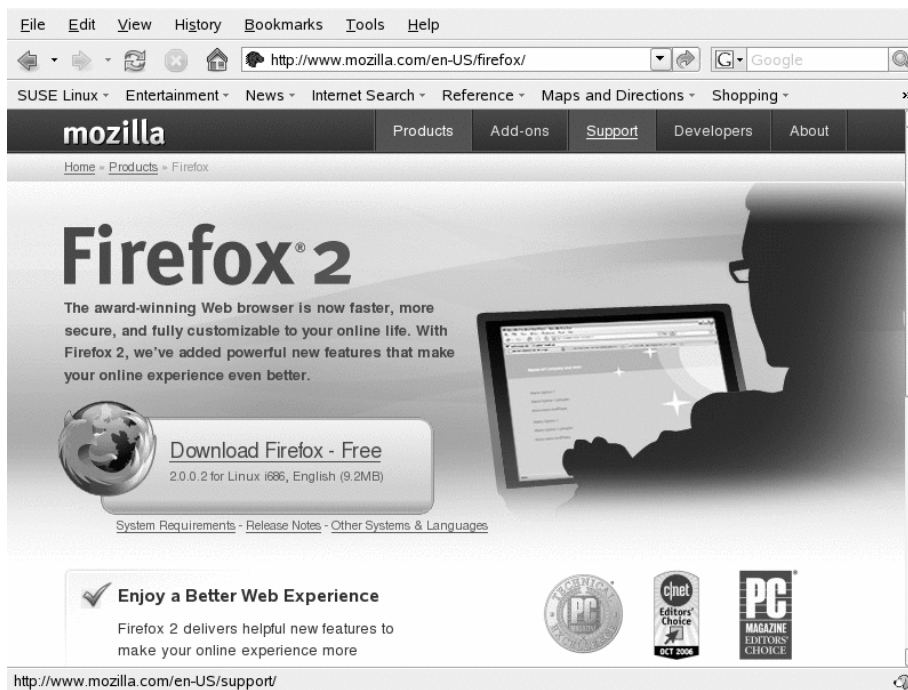 File Edit View History Bookmarks Tools Help
http://www.mozilla.com/en-US/firefox/ G Google
SUSE Linux Entertainment News Internet Search Reference Maps and Directions Shopping »
mozilla Products Add-ons Support Developers About
Home » Products » Firefox
Firefox® 2
The award-winning Web browser is now faster, more
secure, and fully customizable to your online life. With
Firefox 2, we've added powerful new features that make
your online experience even better.
Download Firefox - Free
2.0.0.2 for Linux i686, English (9.2MB)
System Requirements - Release Notes - Other Systems & Languages
Enjoy a Better Web Experience
Firefox 2 delivers helpful new features to
make your online experience more
TECHNICAL
PC
MAGAZINE
EXCELLENCE
c|net
Editors'
Choice
OCT 2006
PC
MAGAZINE
EDITORS'
CHOICE
http://www.mozilla.com/en-US/support/